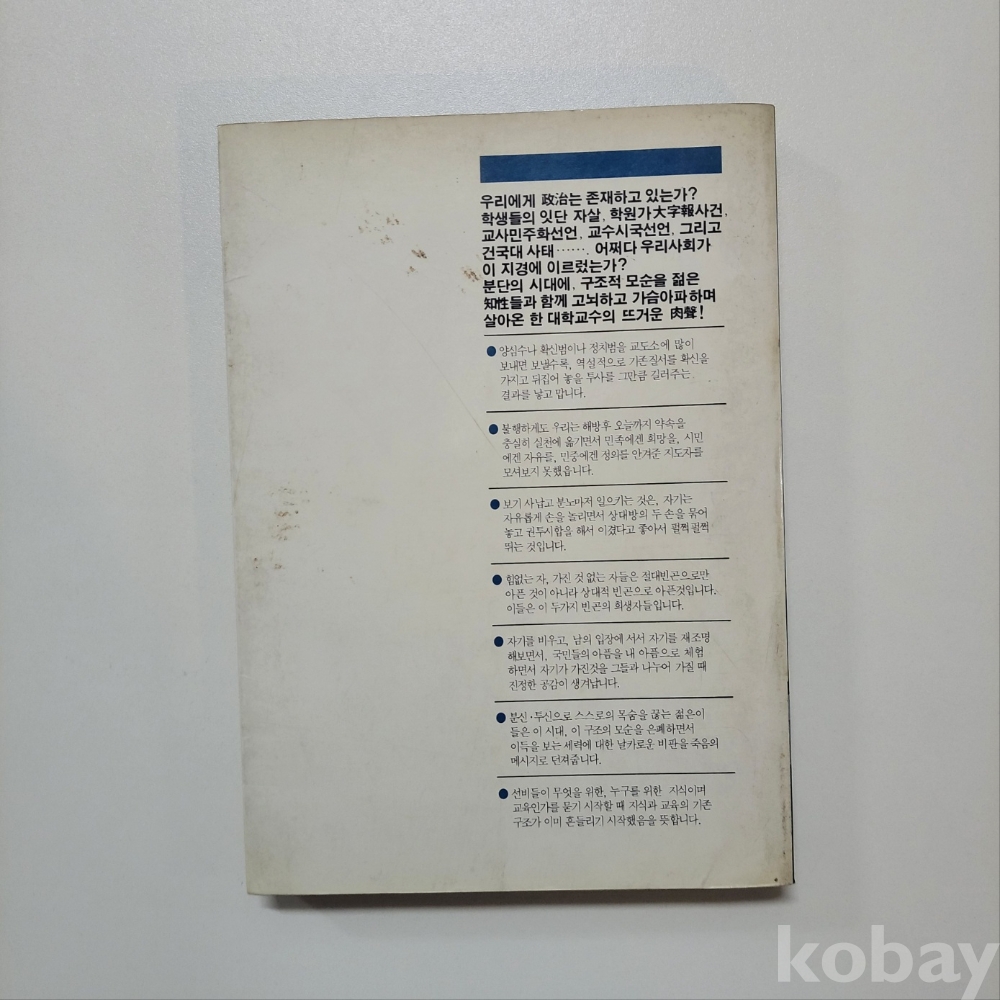 우리에게 政治는 존재하고 있는가?
학생들의 잇단 자살, 학원가 大字報사건,
교사민주화선언, 교수시국선언, 그리고
건국대 사태…… 어쩌다 우리사회가
이 지경에 이르렀는가?
분단의 시대에, 구조적 모순을 젊은
知性들과 함께 고뇌하고 가슴아파하며
살아온 한 대학교수의 뜨거운 肉聲!
● 양심수나 확신범이나 정치범을 교도소에 많이
보내면 보낼수록, 역설적으로 기존질서를 확신을
가지고 뒤집어 놓을 투사를 그만큼 길러주는
결과를 낳고 맙니다.
● 불행하게도 우리는 해방후 오늘까지 약속을
충실히 실천에 옮기면서 민족에겐 희망을, 시민
에겐 자유를, 민중에겐 정의를 안겨준 지도자를
모셔보지 못했읍니다.
● 보기 사납고 분노마저 일으키는 것은, 자기는
자유롭게 손을 놀리면서 상대방의 두 손을 묶어
놓고 권투시합을 해서 이겼다고 좋아서 펄쩍펄쩍
뛰는 것입니다.
● 힘없는 자, 가진 것 없는 자들은 절대빈곤으로만
아픈 것이 아니라 상대적 빈곤으로 아픈것입니다.
이들은 이 두가지 빈곤의 희생자들입니다.
● 자기를 비우고, 남의 입장에 서서 자기를 재조명
해보면서, 국민들의 아픔을 내 아픔으로 체험
하면서 자기가 가진것을 그들과 나누어 가질 때
진정한 공감이 생겨납니다.
● 분신·투신으로 스스로의 목숨을 끊는 젊은이
들은 이 시대, 이 구조의 모순을 은폐하면서
이득을 보는 세력에 대한 날카로운 비판을 죽음의
메시지로 던져줍니다.
● 선비들이 무엇을 위한, 누구를 위한 지식이며
교육인가를 묻기 시작할 때 지식과 교육의 기존
구조가 이미 흔들리기 시작했음을 뜻합니다.
kobay